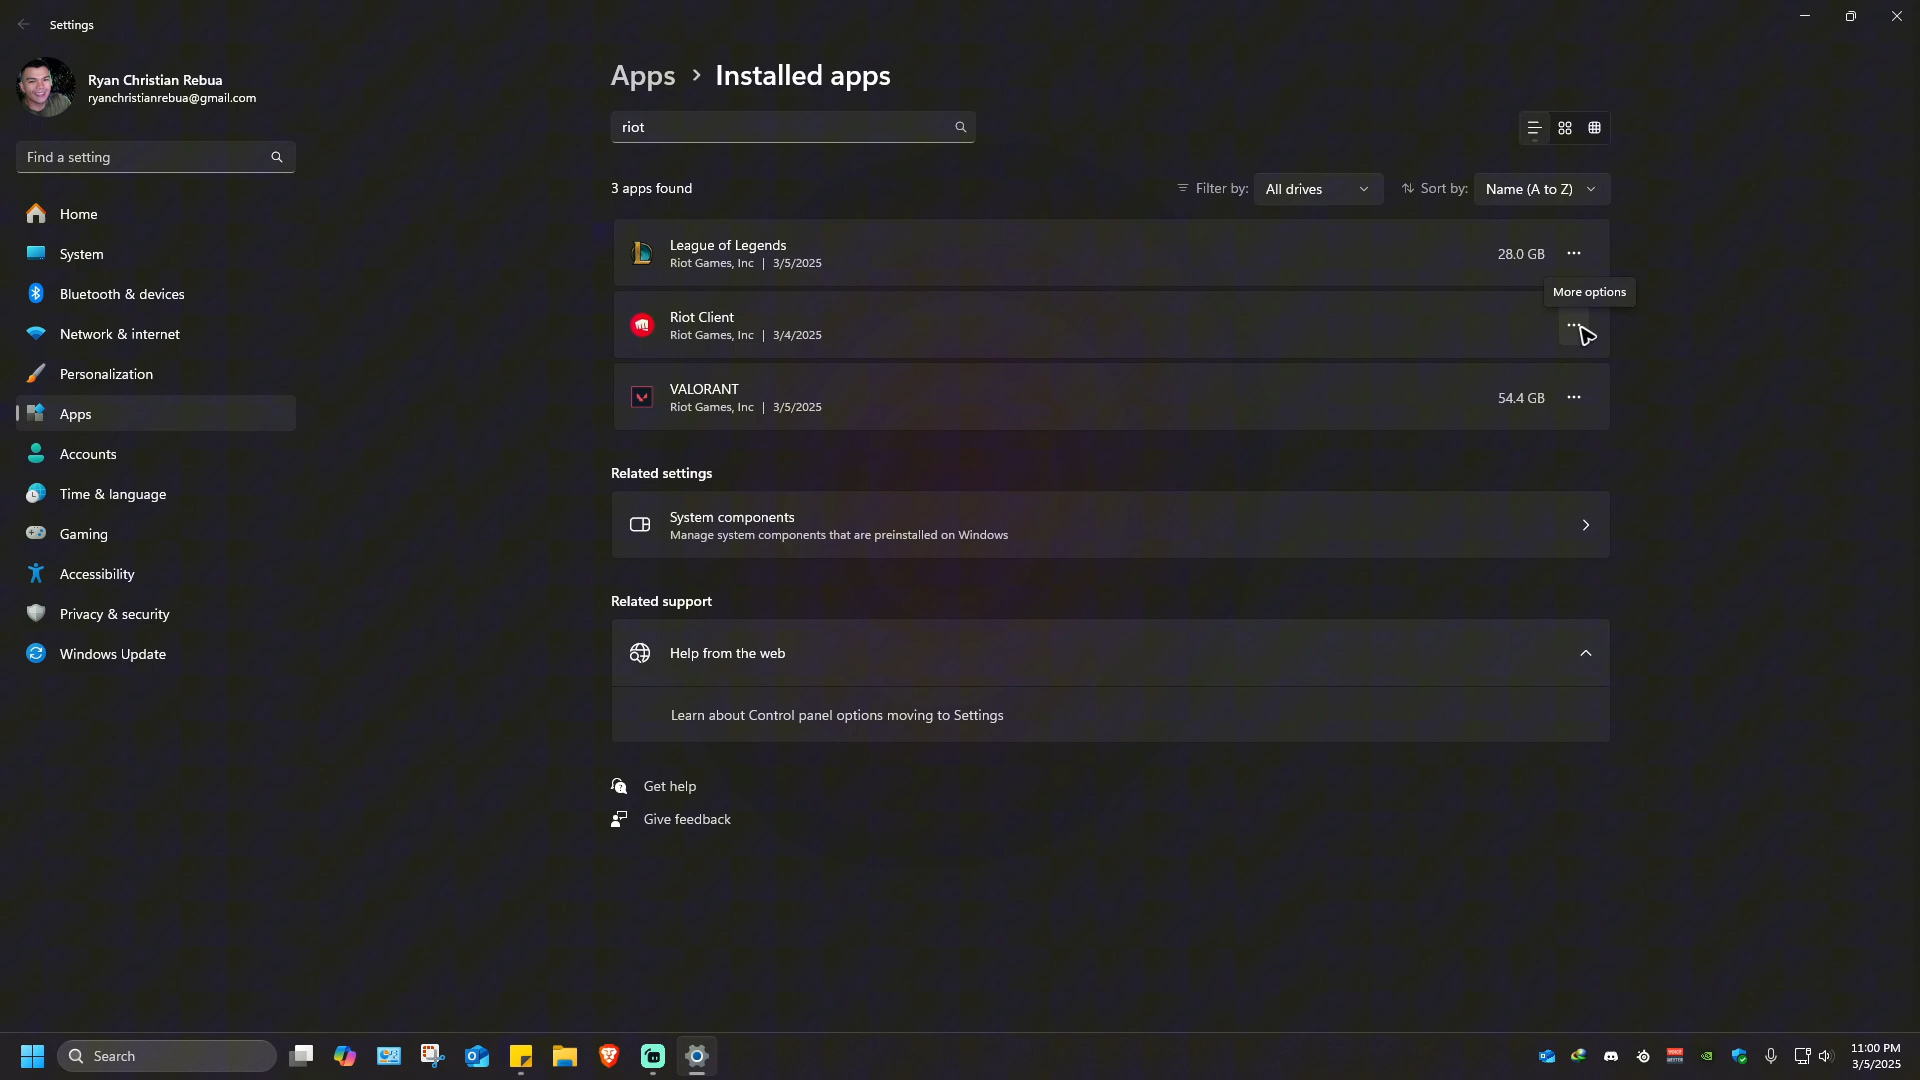 Settings
Ryan Christian Rebua
ryanchristianrebua@gmail.com
Find a setting
Home
System
Bluetooth & devices
Network & internet
Personalization
Apps
Accounts
Time & language
Gaming
Accessibility
Privacy & security
Windows Update
Apps > Installed apps
riot
3 apps found
Filter by: All drives
Sort by: Name (A to Z)
League of Legends
Riot Games, Inc | 3/5/2025
28.0 GB
More options
Riot Client
Riot Games, Inc | 3/4/2025
VALORANT
Riot Games, Inc | 3/5/2025
54.4 GB
Related settings
System components
Manage system components that are preinstalled on Windows
Related support
Help from the web
Learn about Control panel options moving to Settings
Get help
Give feedback
Search
11:00 PM
3/5/2025